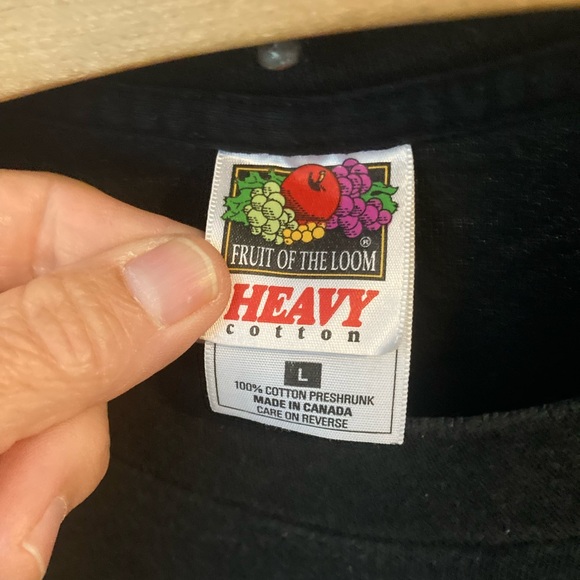 FRUIT OF THE LOOM ®
HEAVY
cotton
L
100% COTTON PRESHRUNK
MADE IN CANADA
CARE ON REVERSE